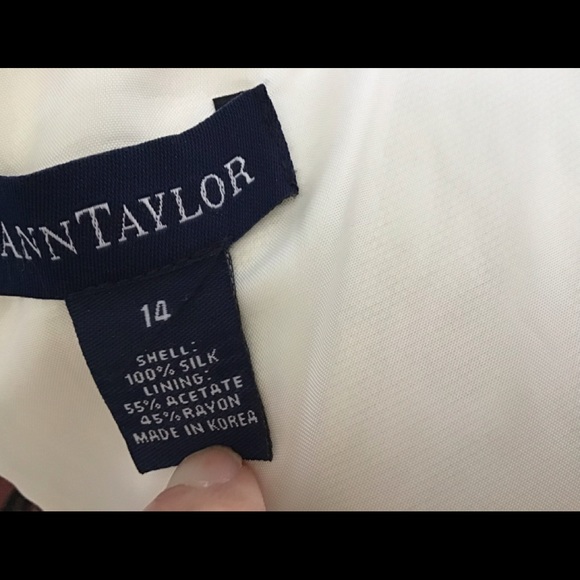 ANNTAYLOR
14
SHELL:
100% SILK
LINING:
55% ACETATE
45% RAYON
MADE IN KOREA